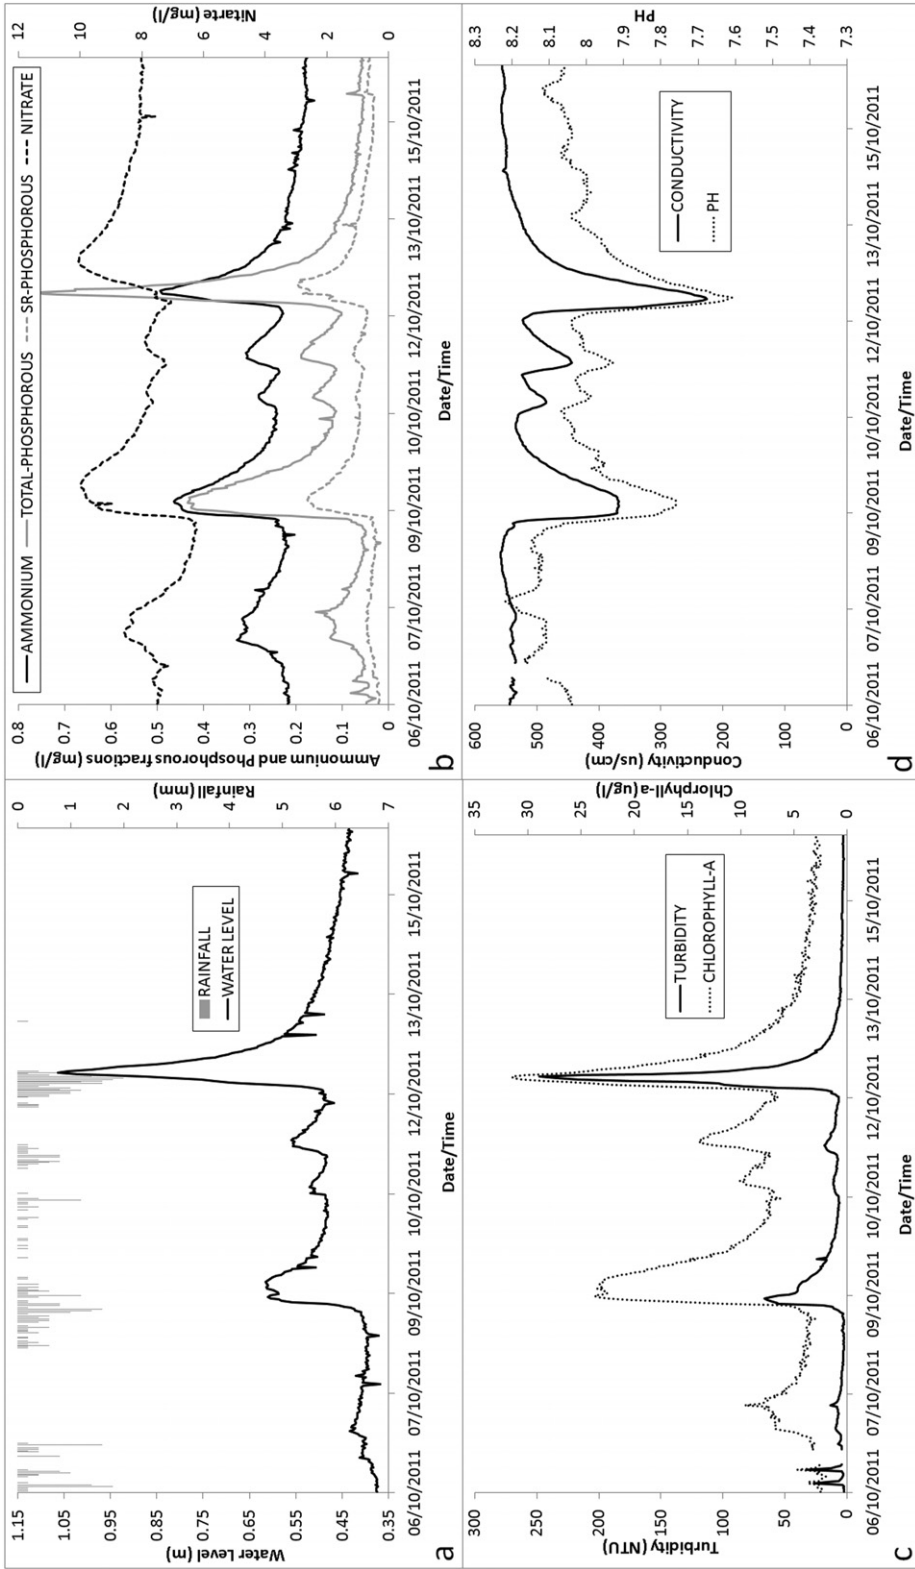 a
Water Level (m)
1.15
1.05
0.95
0.85
0.75
0.65
0.55
0.45
0.35
Rainfall (mm)
0
1
2
3
4
5
6
7
RAINFALL
WATER LEVEL
06/10/2011 07/10/2011 09/10/2011 10/10/2011 12/10/2011 13/10/2011 15/10/2011
Date/Time
b
AMMONIUM TOTAL-PHOSPOROUS SR-PHOSPOROUS NITRATE
Ammonium and Phosporous fractions (mg/l)
0.8
0.7
0.6
0.5
0.4
0.3
0.2
0.1
0
Nitarte (mg/l)
12
10
8
6
4
2
0
06/10/2011 07/10/2011 09/10/2011 10/10/2011 12/10/2011 13/10/2011 15/10/2011
Date/Time
c
Turbidity (NTU)
300
250
200
150
100
50
0
Chlorphyll-a (ug/l)
35
30
25
20
15
10
5
0
TURBIDITY
CHLOROPHYLL-A
06/10/2011 07/10/2011 09/10/2011 10/10/2011 12/10/2011 13/10/2011 15/10/2011
Date/Time
d
Conductivity (us/cm)
600
500
400
300
200
100
0
PH
8.3
8.2
8.1
8
7.9
7.8
7.7
7.6
7.5
7.4
7.3
CONDUCTIVITY
PH
06/10/2011 07/10/2011 09/10/2011 10/10/2011 12/10/2011 13/10/2011 15/10/2011
Date/Time